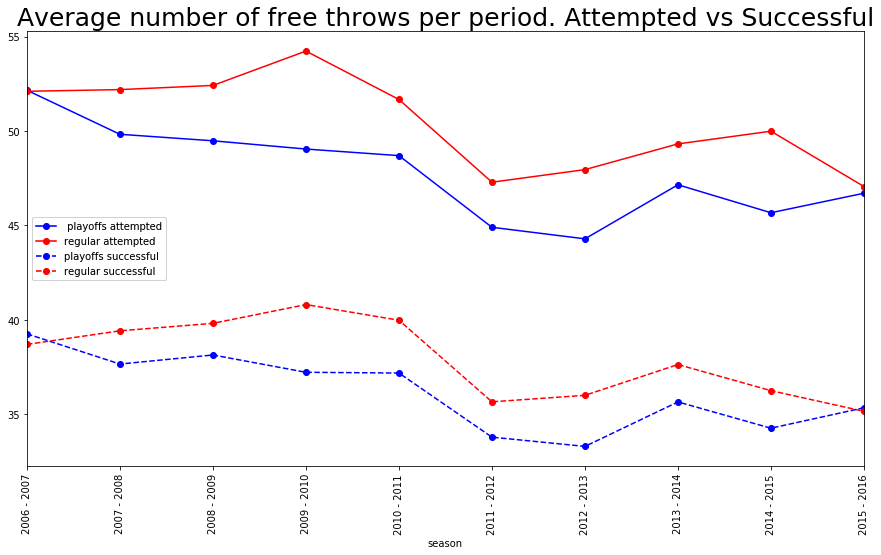 Average number of free throws per period. Attempted vs Successful
55
50
45
40
35
playoffs attempted
regular attempted
playoffs successful
regular successful
2006 - 2007
2007 - 2008
2008 - 2009
2009 - 2010
2010 - 2011
2011 - 2012
2012 - 2013
2013 - 2014
2014 - 2015
2015 - 2016
season